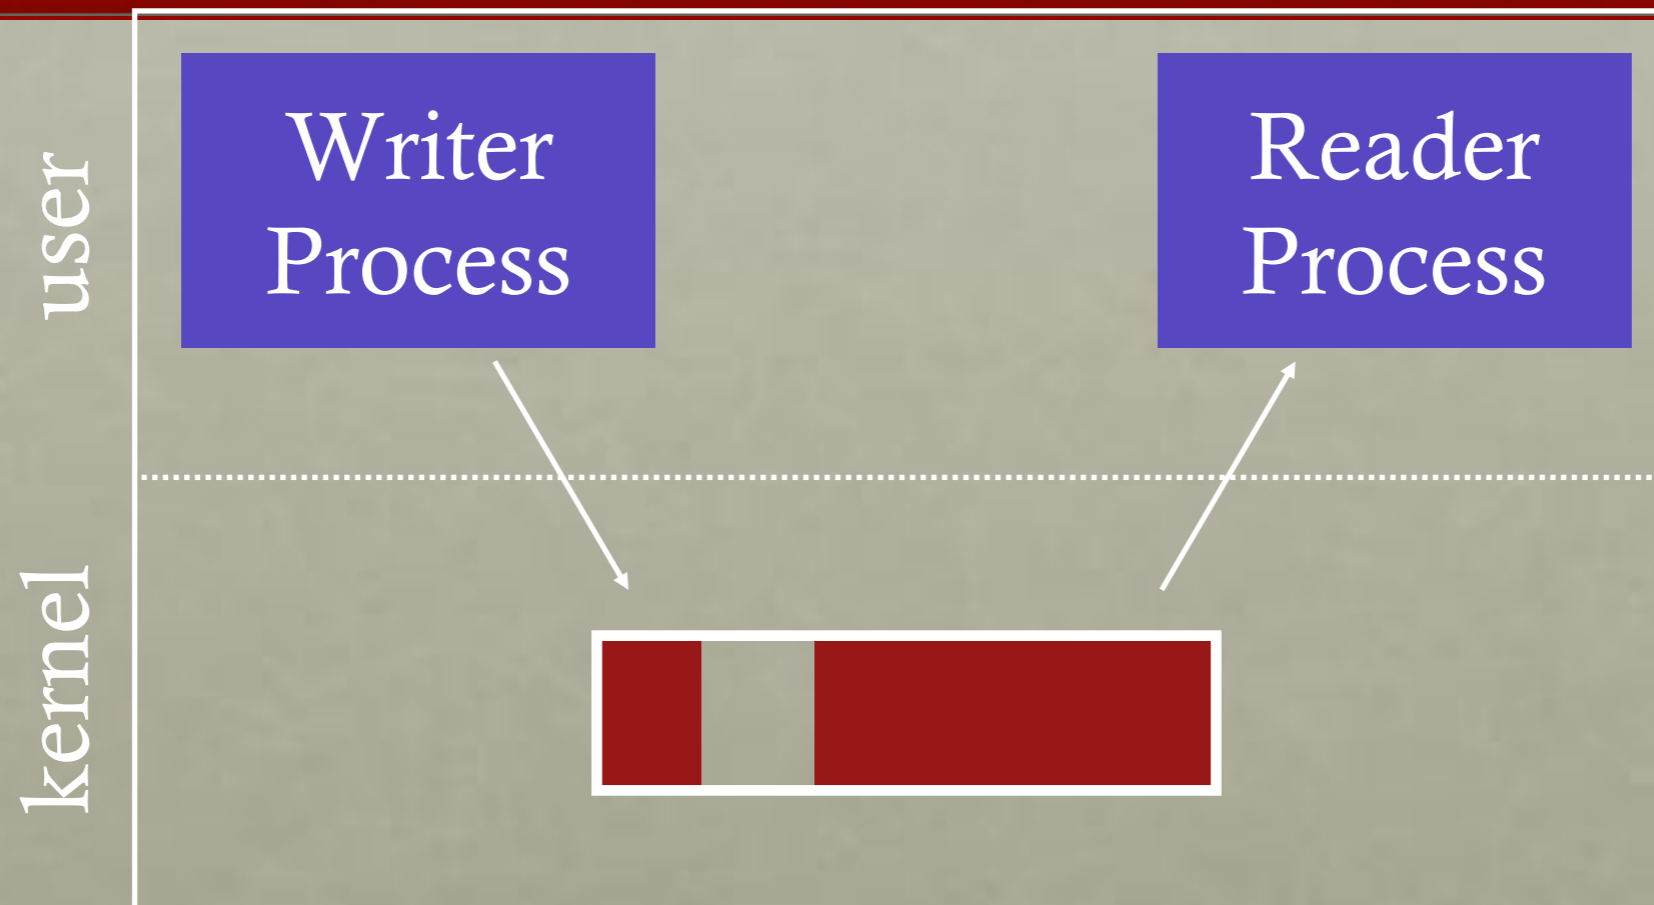 user
Writer
Process
Reader
Process
kernel